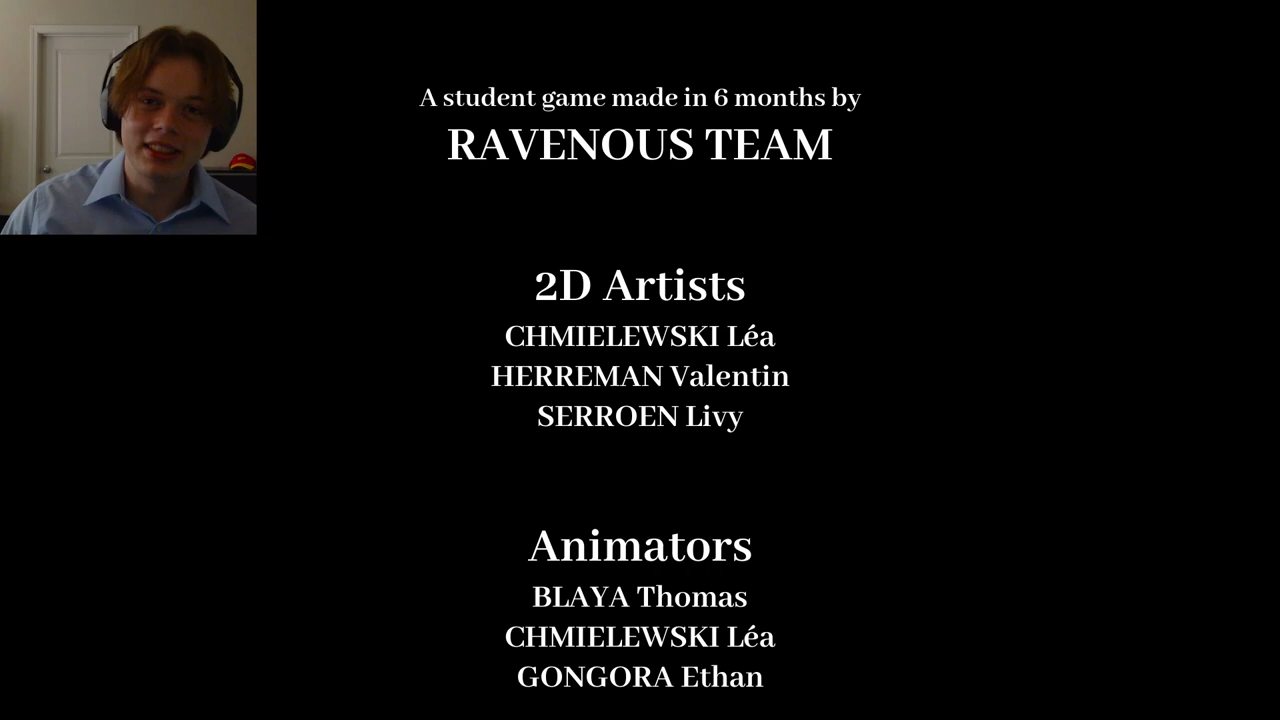 A student game made in 6 months by
RAVENOUS TEAM
2D Artists
CHMIELEWSKI Léa
HERREMAN Valentin
SERROEN Livy
Animators
BLAYA Thomas
CHMIELEWSKI Léa
GONGORA Ethan